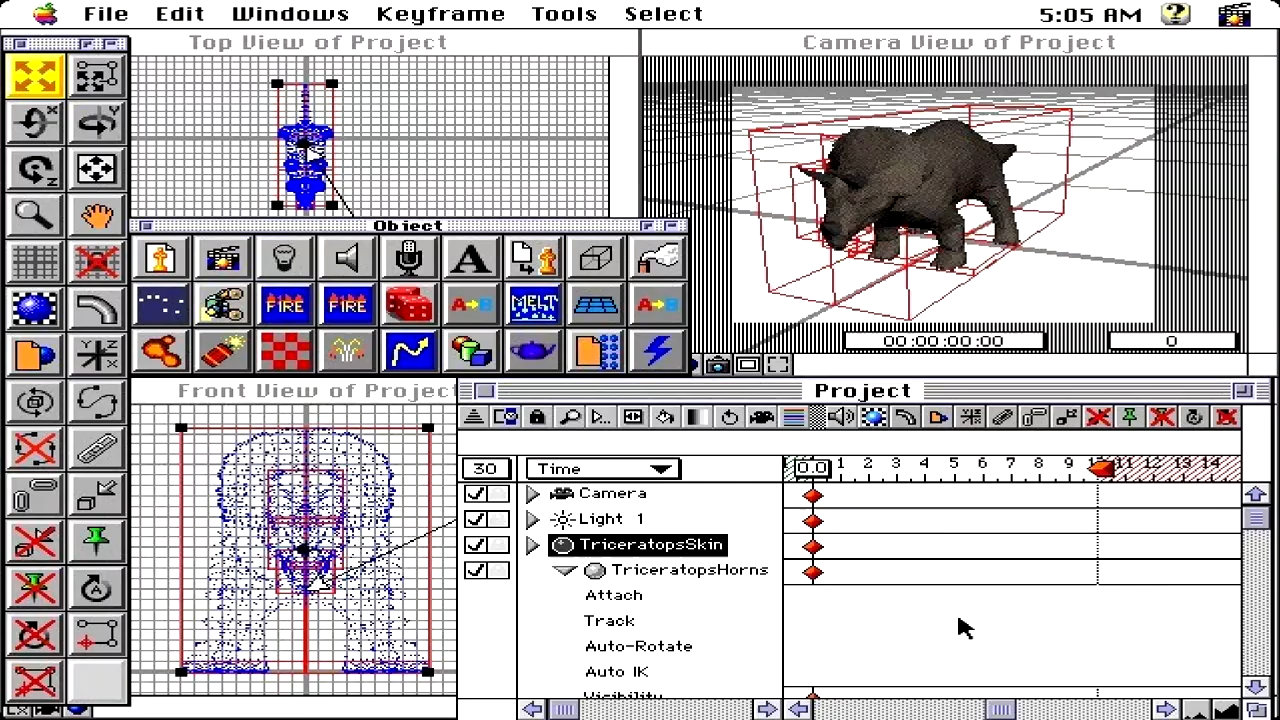 File Edit Windows Keyframe Tools Select 5:05 AM
Top View of Project
Camera View of Project
X
Y
Z
Object
A
FIRE FIRE A B MELT A B
00:00:00:00 0
Y Z
X
Front View of Project
Project
30 Time 0.0 1 2 3 4 5 6 7 8 9 11 12 13 14
Camera
Light 1
TriceratopsSkin
TriceratopsHorns
Attach
Track
Auto-Rotate
Auto IK
Visibility
A